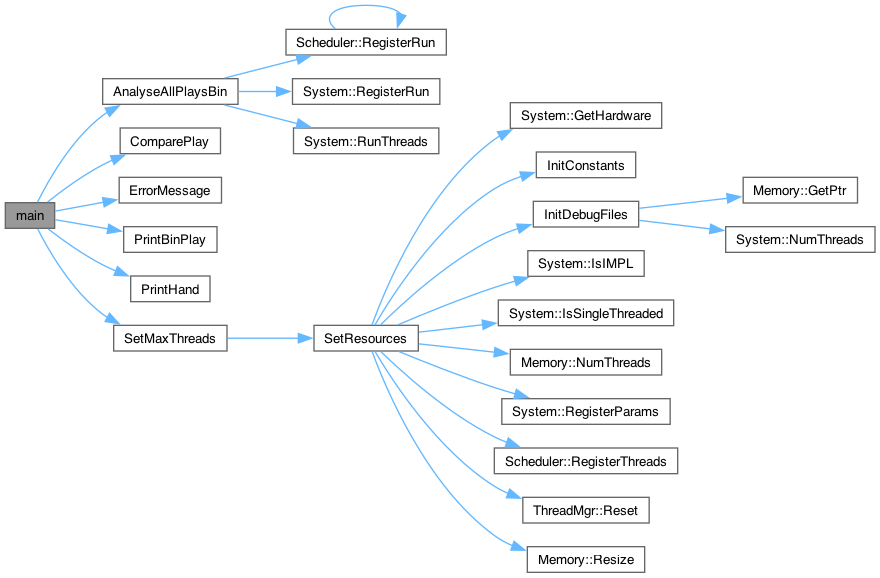 Scheduler::RegisterRun
AnalyseAllPlaysBin
System::RegisterRun
System::GetHardware
ComparePlay
System::RunThreads
InitConstants
ErrorMessage
Memory::GetPtr
main
InitDebugFiles
PrintBinPlay
System::NumThreads
System::IsIMPL
PrintHand
System::IsSingleThreaded
SetMaxThreads
SetResources
Memory::NumThreads
System::RegisterParams
Scheduler::RegisterThreads
ThreadMgr::Reset
Memory::Resize